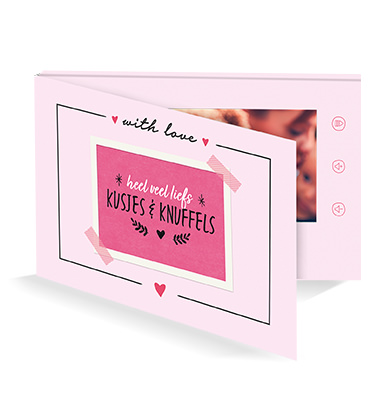 with love
heel veel liefs
KUSJES & KNUFFELS